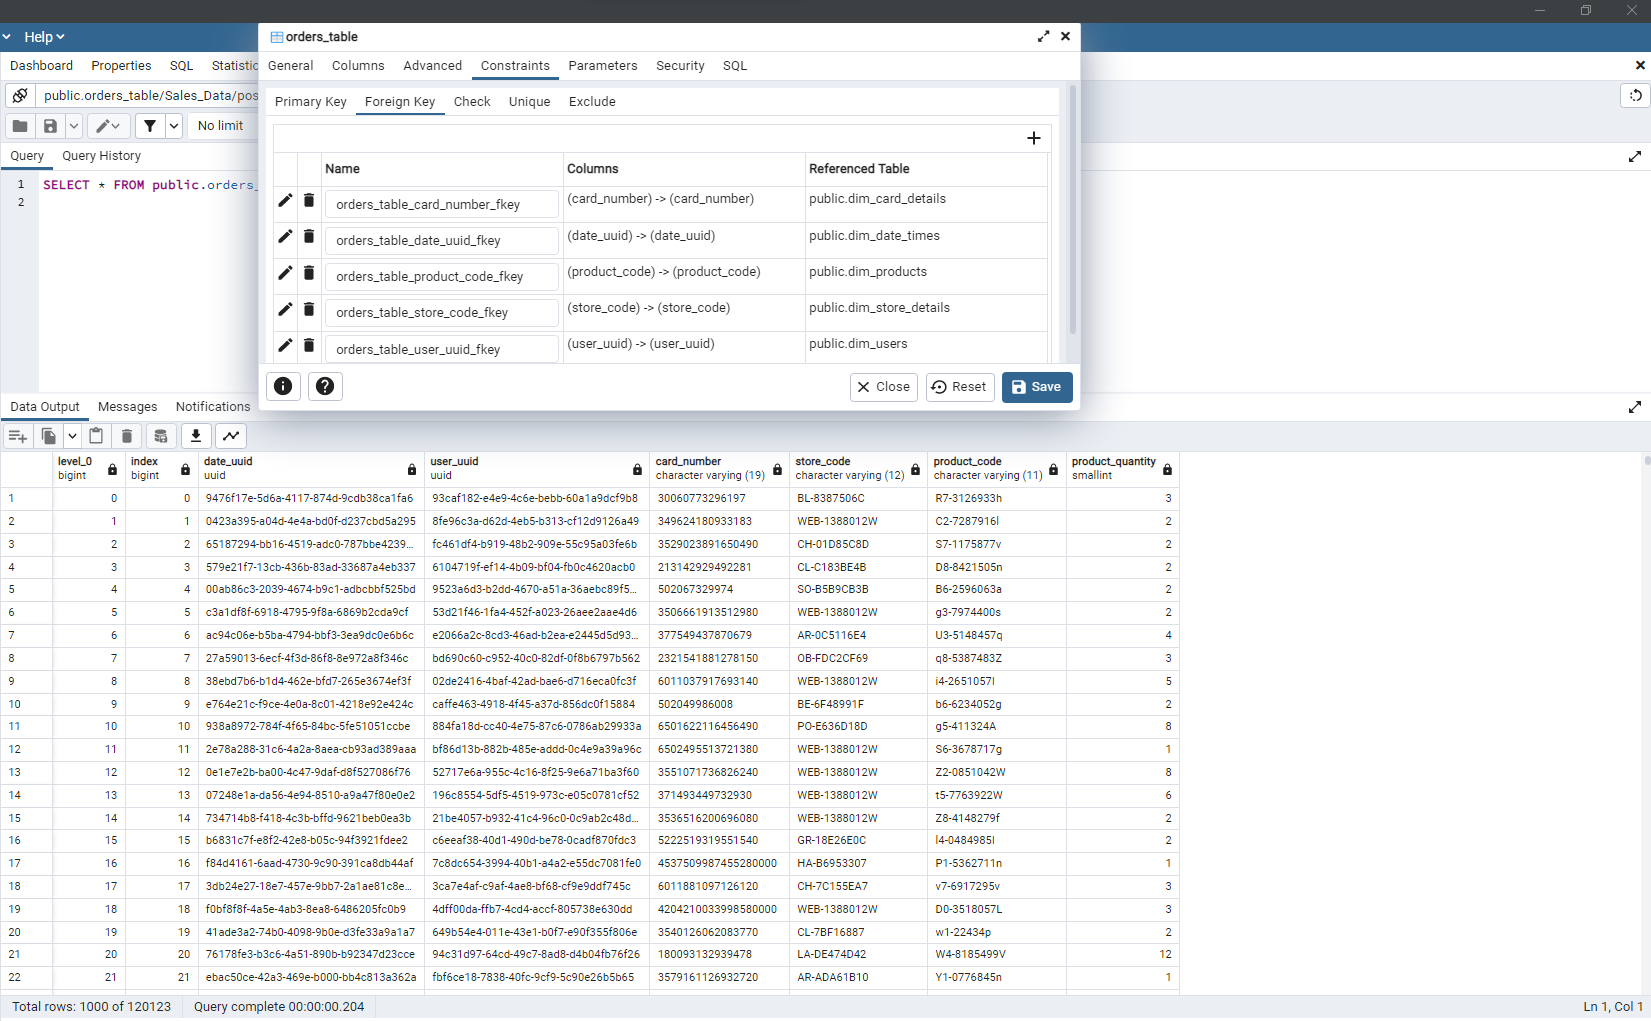 Help
orders_table
Dashboard Properties SQL Statistic
General Columns Advanced Constraints Parameters Security SQL
public.orders_table/Sales_Data/pos
Primary Key Foreign Key Check Unique Exclude
No limit
Query Query History
Name Columns Referenced Table
1 SELECT * FROM public.orders_
2
orders_table_card_number_fkey (card_number) -> (card_number) public.dim_card_details
orders_table_date_uuid_fkey (date_uuid) -> (date_uuid) public.dim_date_times
orders_table_product_code_fkey (product_code) -> (product_code) public.dim_products
orders_table_store_code_fkey (store_code) -> (store_code) public.dim_store_details
orders_table_user_uuid_fkey (user_uuid) -> (user_uuid) public.dim_users
Close Reset Save
Data Output Messages Notifications
level_0 index date_uuid user_uuid card_number store_code product_code product_quantity
bigint bigint uuid uuid character varying (19) character varying (12) character varying (11) smallint
1 0 0 9476f17e-5d6a-4117-874d-9cdb38ca1fa6 93caf182-e4e9-4c6e-bebb-60a1a9dcf9b8 30060773296197 BL-8387506C R7-3126933h 3
2 1 1 0423a395-a04d-4e4a-bd0f-d237cbd5a295 8fe96c3a-d62d-4eb5-b313-cf12d9126a49 349624180933183 WEB-1388012W C2-7287916l 2
3 2 2 65187294-bb16-4519-adc0-787bbe4239... fc461df4-b919-48b2-909e-55c95a03fe6b 3529023891650490 CH-01D85C8D S7-1175877v 2
4 3 3 579e21f7-13cb-436b-83ad-33687a4eb337 6104719f-ef14-4b09-bf04-fb0c4620acb0 213142929492281 CL-C183BE4B D8-8421505n 2
5 4 4 00ab86c3-2039-4674-b9c1-adbcbbf525bd 9523a6d3-b2dd-4670-a51a-36aebc89f5... 502067329974 SO-B5B9CB3B B6-2596063a 2
6 5 5 c3a1df8f-6918-4795-9f8a-6869b2cda9cf 53d21f46-1fa4-452f-a023-26aee2aae4d6 3506661913512980 WEB-1388012W g3-7974400s 2
7 6 6 ac94c06e-b5ba-4794-bbf3-3ea9dc0e6b6c e2066a2c-8cd3-46ad-b2ea-e2445d5d93... 377549437870679 AR-0C5116E4 U3-5148457q 4
8 7 7 27a59013-6ecf-4f3d-86f8-8e972a8f346c bd690c60-c952-40c0-82df-0f8b6797b562 2321541881278150 OB-FDC2CF69 q8-5387483Z 3
9 8 8 38ebd7b6-b1d4-462e-bfd7-265e3674ef3f 02de2416-4baf-42ad-bae6-d716eca0fc3f 6011037917693140 WEB-1388012W i4-2651057l 5
10 9 9 e764e21c-f9ce-4e0a-8c01-4218e92e424c caffe463-4918-4f45-a37d-856dc0f15884 502049986008 BE-6F48991F b6-6234052g 2
11 10 10 938a8972-784f-4f65-84bc-5fe51051ccbe 884fa18d-cc40-4e75-87c6-0786ab29933a 6501622116456490 PO-E636D18D g5-411324A 8
12 11 11 2e78a288-31c6-4a2a-8aea-cb93ad389aaa bf86d13b-882b-485e-addd-0c4e9a39a96c 6502495513721380 WEB-1388012W S6-3678717g 1
13 12 12 0e1e7e2b-ba00-4c47-9daf-d8f527086f76 52717e6a-955c-4c16-8f25-9e6a71ba3f60 3551071736826240 WEB-1388012W Z2-0851042W 8
14 13 13 07248e1a-da56-4e94-8510-a9a47f80e0e2 196c8554-5df5-4519-973c-e05c0781cf52 371493449732930 WEB-1388012W t5-7763922W 6
15 14 14 734714b8-f418-4c3b-bffd-9621beb0ea3b 21be4057-b932-41c4-96c0-0c9ab2c48d... 3536516200696080 WEB-1388012W Z8-4148279f 2
16 15 15 b6831c7f-e8f2-42e8-b05c-94f3921fdee2 c6eeaf38-40d1-490d-be78-0cadf870fdc3 5222519319551540 GR-18E26E0C l4-0484985l 2
17 16 16 f84d4161-6aad-4730-9c90-391ca8db44af 7c8dc654-3994-40b1-a4a2-e55dc7081fe0 4537509987455280000 HA-B6953307 P1-5362711n 1
18 17 17 3db24e27-18e7-457e-9bb7-2a1ae81c8e... 3ca7e4af-c9af-4ae8-bf68-cf9e9ddf745c 6011881097126120 CH-7C155EA7 v7-6917295v 3
19 18 18 f0bf8f8f-4a5e-4ab3-8ea8-6486205fc0b9 4dff00da-ffb7-4cd4-accf-805738e630dd 4204210033998580000 WEB-1388012W D0-3518057L 3
20 19 19 41ade3a2-74b0-4098-9b0e-d3fe33a9a1a7 649b54e4-011e-43e1-b0f7-e90f355f806e 3540126062083770 CL-7BF16887 w1-22434p 2
21 20 20 76178fe3-b3c6-4a51-890b-b92347d23cce 94c31d97-64cd-49c7-8ad8-d4b04fb76f26 180093132939478 LA-DE474D42 W4-8185499V 12
22 21 21 ebac50ce-42a3-469e-b000-bb4c813a362a fbf6ce18-7838-40fc-9cf9-5c90e26b5b65 3579161126932720 AR-ADA61B10 Y1-0776845n 1
Total rows: 1000 of 120123 Query complete 00:00:00.204 Ln 1, Col 1